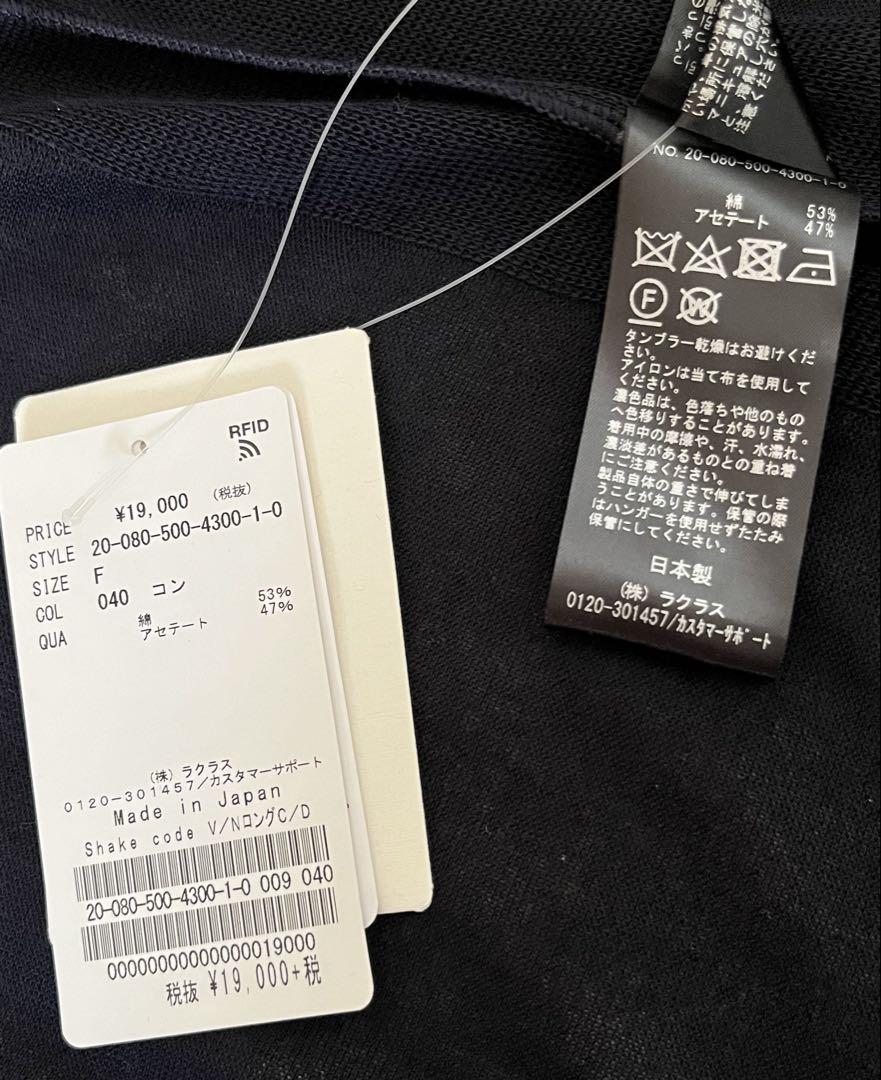 RFID
PRICE ¥19,000 (税抜)
STYLE 20-080-500-4300-1-0
SIZE F
COL 040 コン
QUA 綿 53%
アセテート 47%
(株) ラクラス
0120-301457/カスタマーサポート
Made in Japan
Shake code V/NロングC/D
20-080-500-4300-1-0 009 040
00000000000000019000
税抜 ¥19,000+税
NO. 20-080-500-4300-1-0
綿 53%
アセテート 47%
F
W
タンブラー乾燥はお避けくだ
さい。
アイロンは当て布を使用して
ください。
濃色品は、色落ちや他のもの
へ色移りすることがあります。
着用中の摩擦や、汗、水濡れ、
濃淡差があるものとの重ね着
にご注意ください。
製品自体の重さで伸びてしま
うことがあります。保管の際
はハンガーを使用せずたたみ
保管にしてください。
日本製
(株) ラクラス
0120-301457/カスタマーサポート